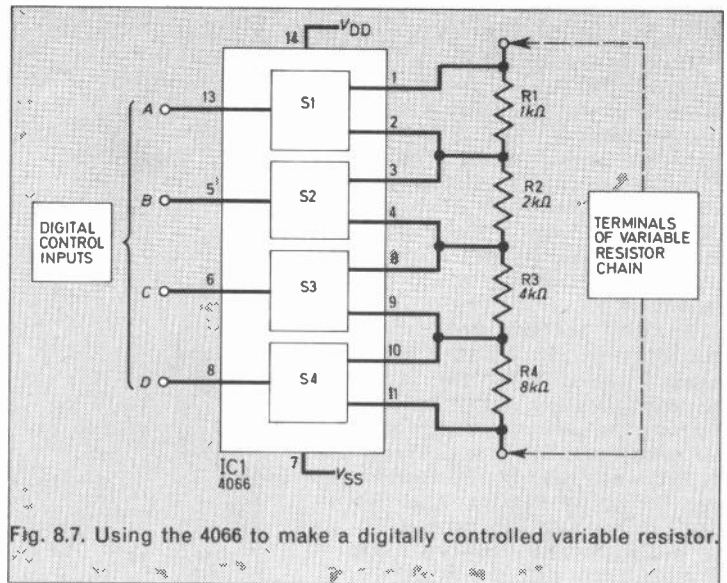 V_DD
14
A 13 S1 1
2
R1
1kΩ
B 5 S2 3
4
R2
2kΩ
DIGITAL
CONTROL
INPUTS
C 6 S3 8
9
R3
4kΩ
D 8 S4 10
11
R4
8kΩ
TERMINALS
OF VARIABLE
RESISTOR
CHAIN
IC1
4066
7
V_SS
Fig. 8.7. Using the 4066 to make a digitally controlled variable resistor.